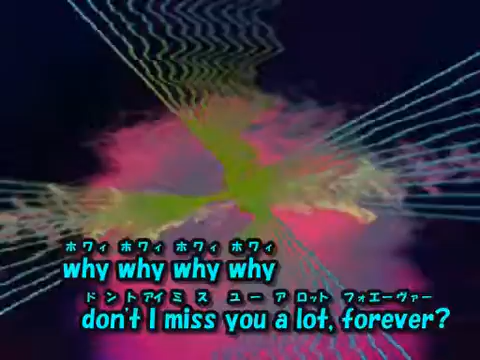 ホワィ ホワィ ホワィ ホワィ
why why why why
ドントアイミス ユーア ロット フォエーヴァー
don't I miss you a lot, forever?